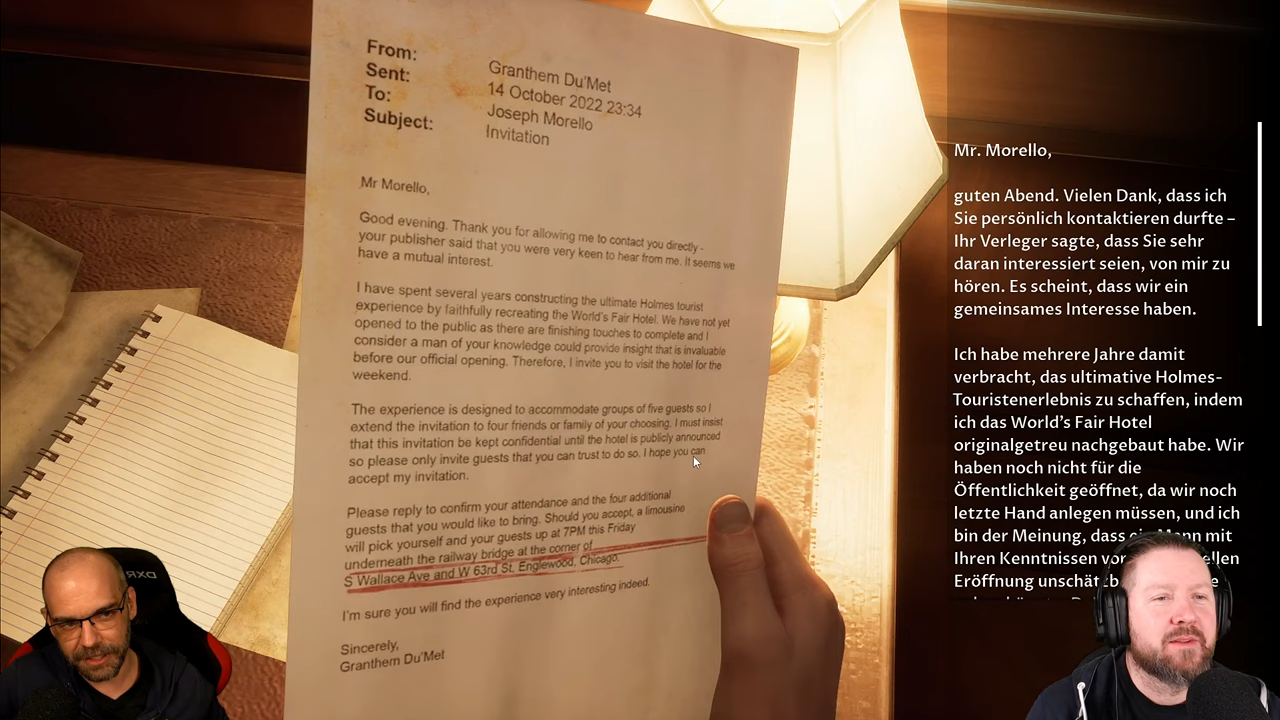 From: Granthem Du'Met
Sent: 14 October 2022 23:34
To: Joseph Morello
Subject: Invitation
Mr Morello,
Good evening. Thank you for allowing me to contact you directly -
your publisher said that you were very keen to hear from me. It seems we
have a mutual interest.
I have spent several years constructing the ultimate Holmes tourist
experience by faithfully recreating the World's Fair Hotel. We have not yet
opened to the public as there are finishing touches to complete and I
consider a man of your knowledge could provide insight that is invaluable
before our official opening. Therefore, I invite you to visit the hotel for the
weekend.
The experience is designed to accommodate groups of five guests so I
extend the invitation to four friends or family of your choosing. I must insist
that this invitation be kept confidential until the hotel is publicly announced
so please only invite guests that you can trust to do so. I hope you can
accept my invitation.
Please reply to confirm your attendance and the four additional
guests that you would like to bring. Should you accept, a limousine
will pick yourself and your guests up at 7PM this Friday
underneath the railway bridge at the corner of
S Wallace Ave and W 63rd St, Englewood, Chicago.
I'm sure you will find the experience very interesting indeed.
Sincerely,
Granthem Du'Met
Mr. Morello,
guten Abend. Vielen Dank, dass ich
Sie persönlich kontaktieren durfte –
Ihr Verleger sagte, dass Sie sehr
daran interessiert seien, von mir zu
hören. Es scheint, dass wir ein
gemeinsames Interesse haben.
Ich habe mehrere Jahre damit
verbracht, das ultimative Holmes-
Touristenerlebnis zu schaffen, indem
ich das World's Fair Hotel
originalgetreu nachgebaut habe. Wir
haben noch nicht für die
Öffentlichkeit geöffnet, da wir noch
letzte Hand anlegen müssen, und ich
bin der Meinung, dass ein Mann mit
Ihren Kenntnissen vor
Eröffnung
DXR